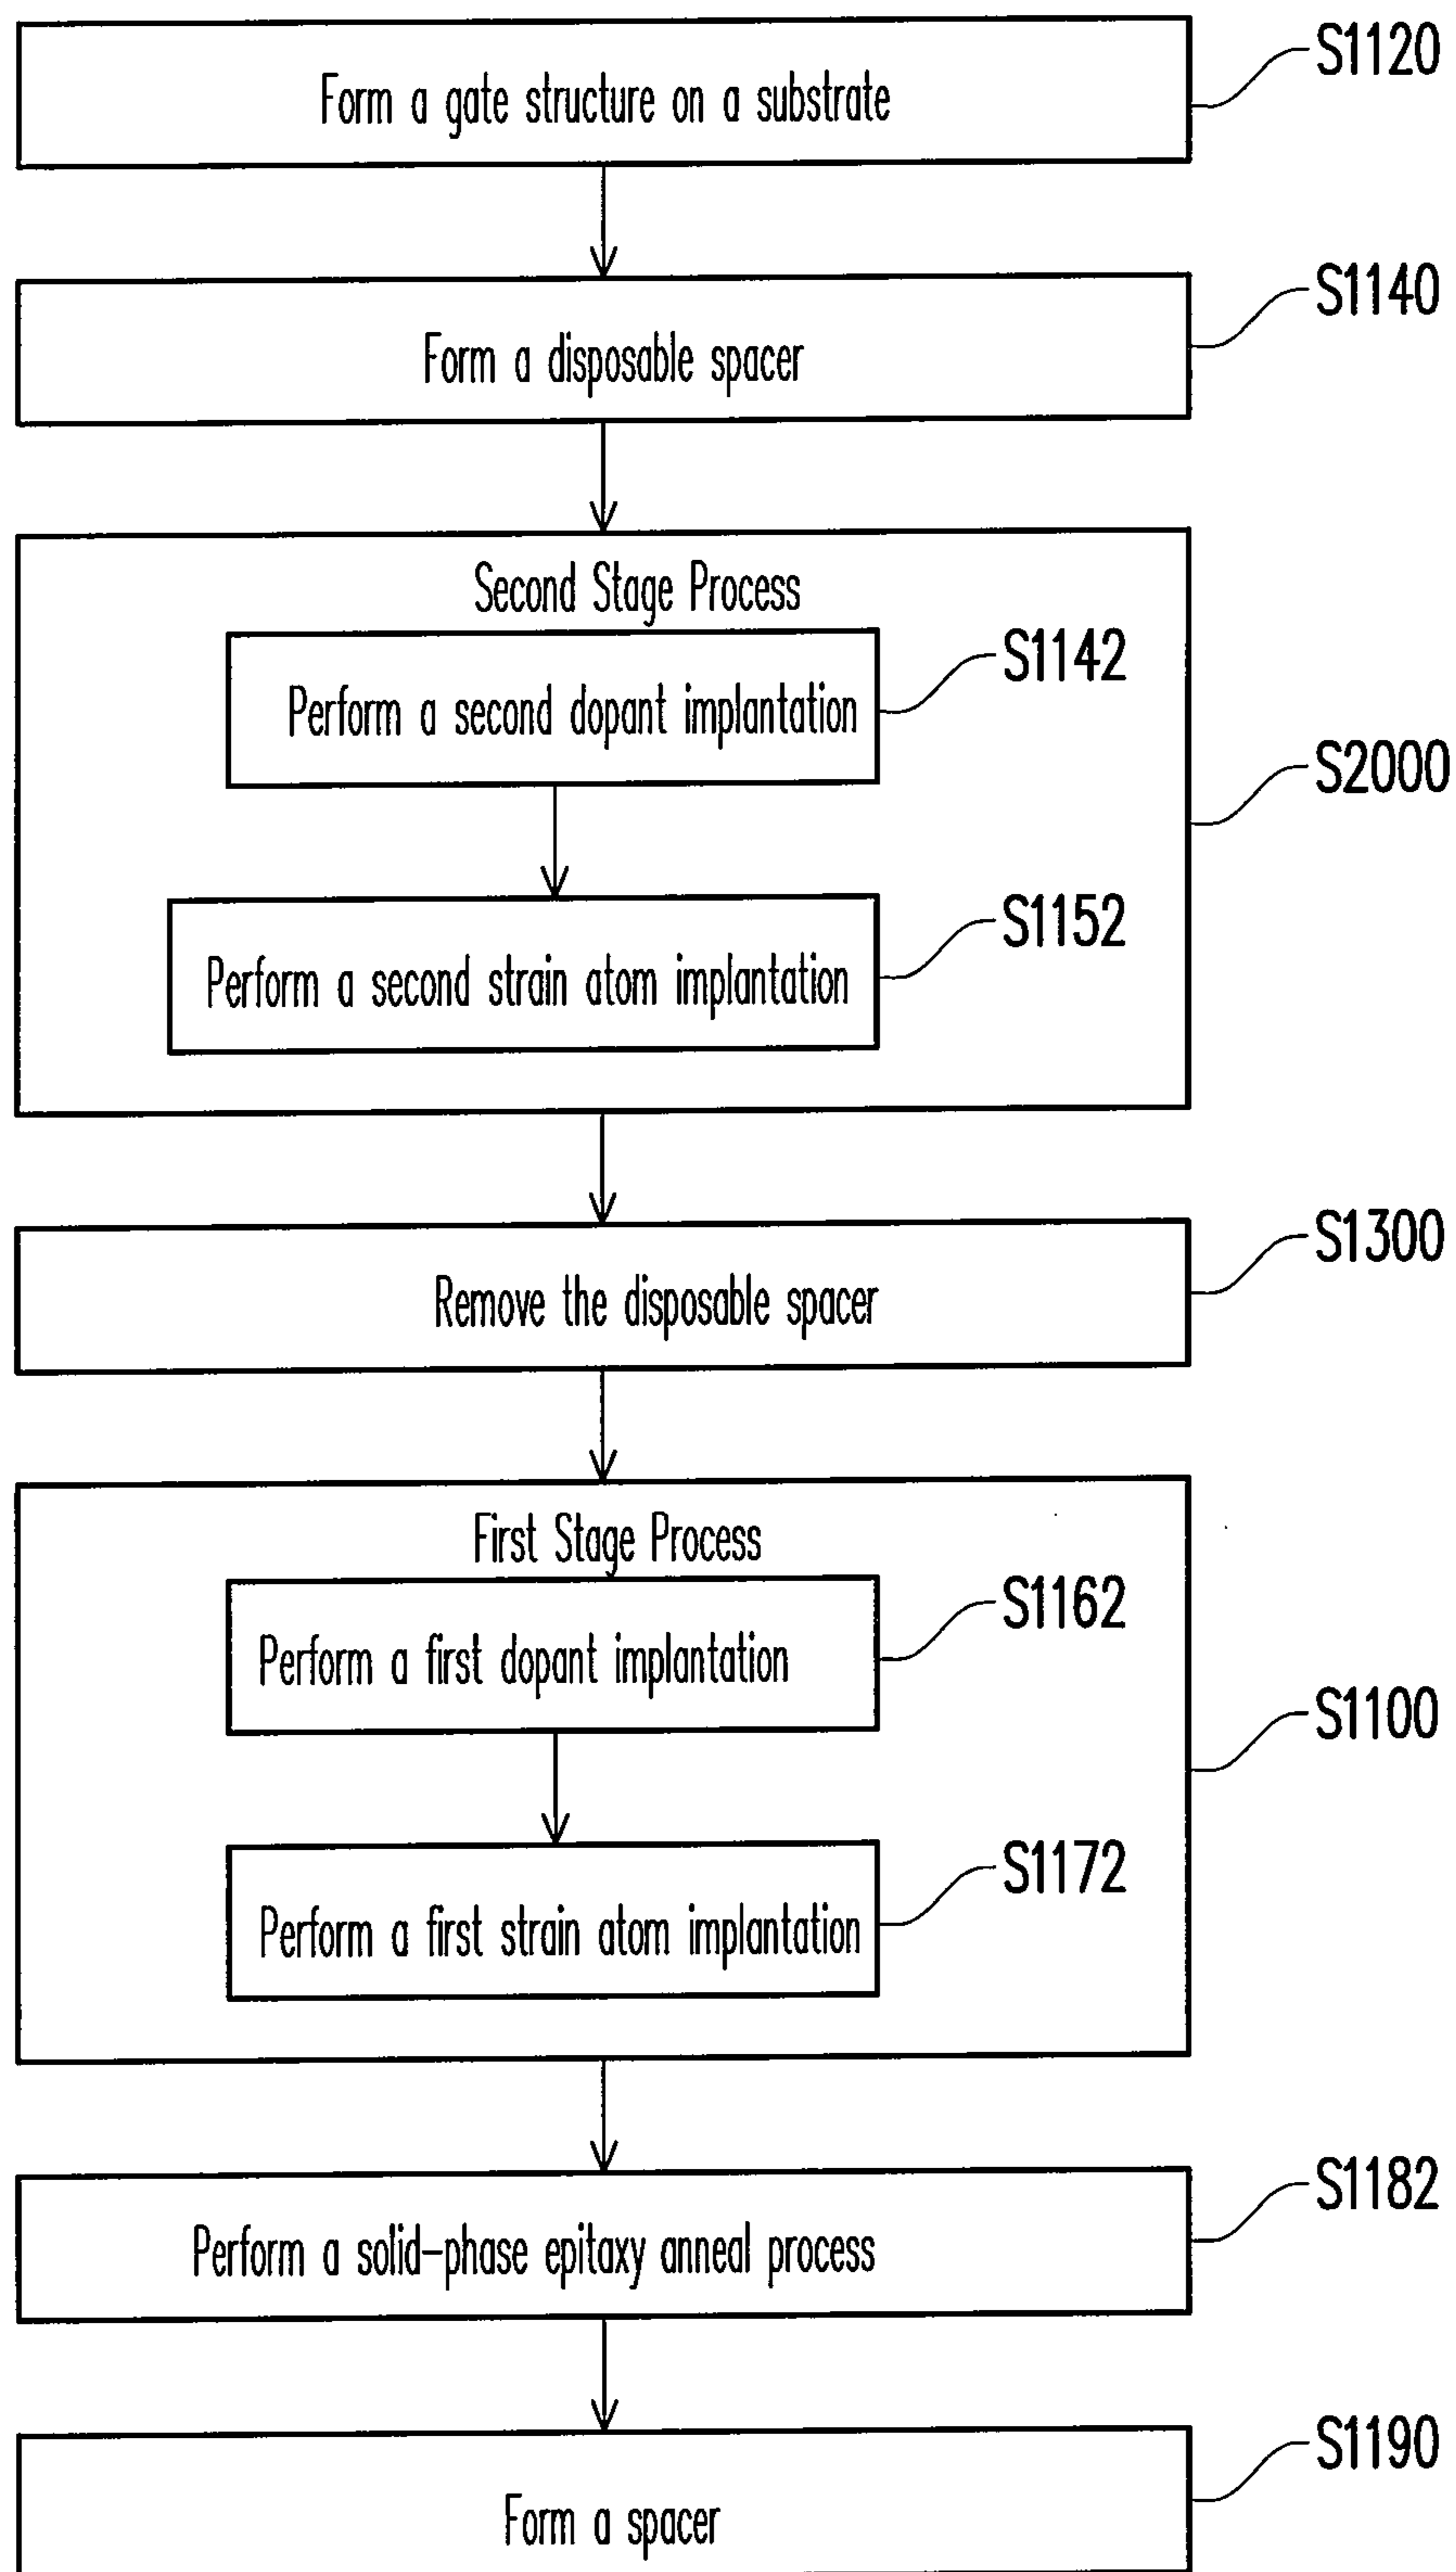 Form a gate structure on a substrate
S1120
Form a disposable spacer
S1140
Second Stage Process
Perform a second dopant implantation
S1142
S2000
Perform a second strain atom implantation
S1152
Remove the disposable spacer
S1300
First Stage Process
Perform a first dopant implantation
S1162
S1100
Perform a first strain atom implantation
S1172
Perform a solid-phase epitaxy anneal process
S1182
Form a spacer
S1190